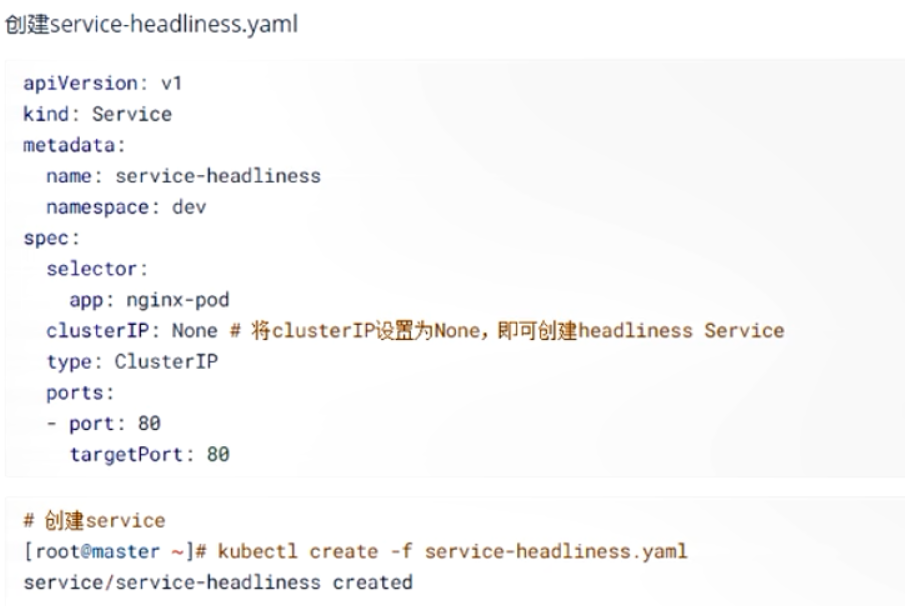 创建service-headliness.yaml
apiVersion: v1
kind: Service
metadata:
  name: service-headliness
  namespace: dev
spec:
  selector:
    app: nginx-pod
  clusterIP: None # 将clusterIP设置为None，即可创建headliness Service
  type: ClusterIP
  ports:
  - port: 80
    targetPort: 80
# 创建service
[root@master ~]# kubectl create -f service-headliness.yaml
service/service-headliness created